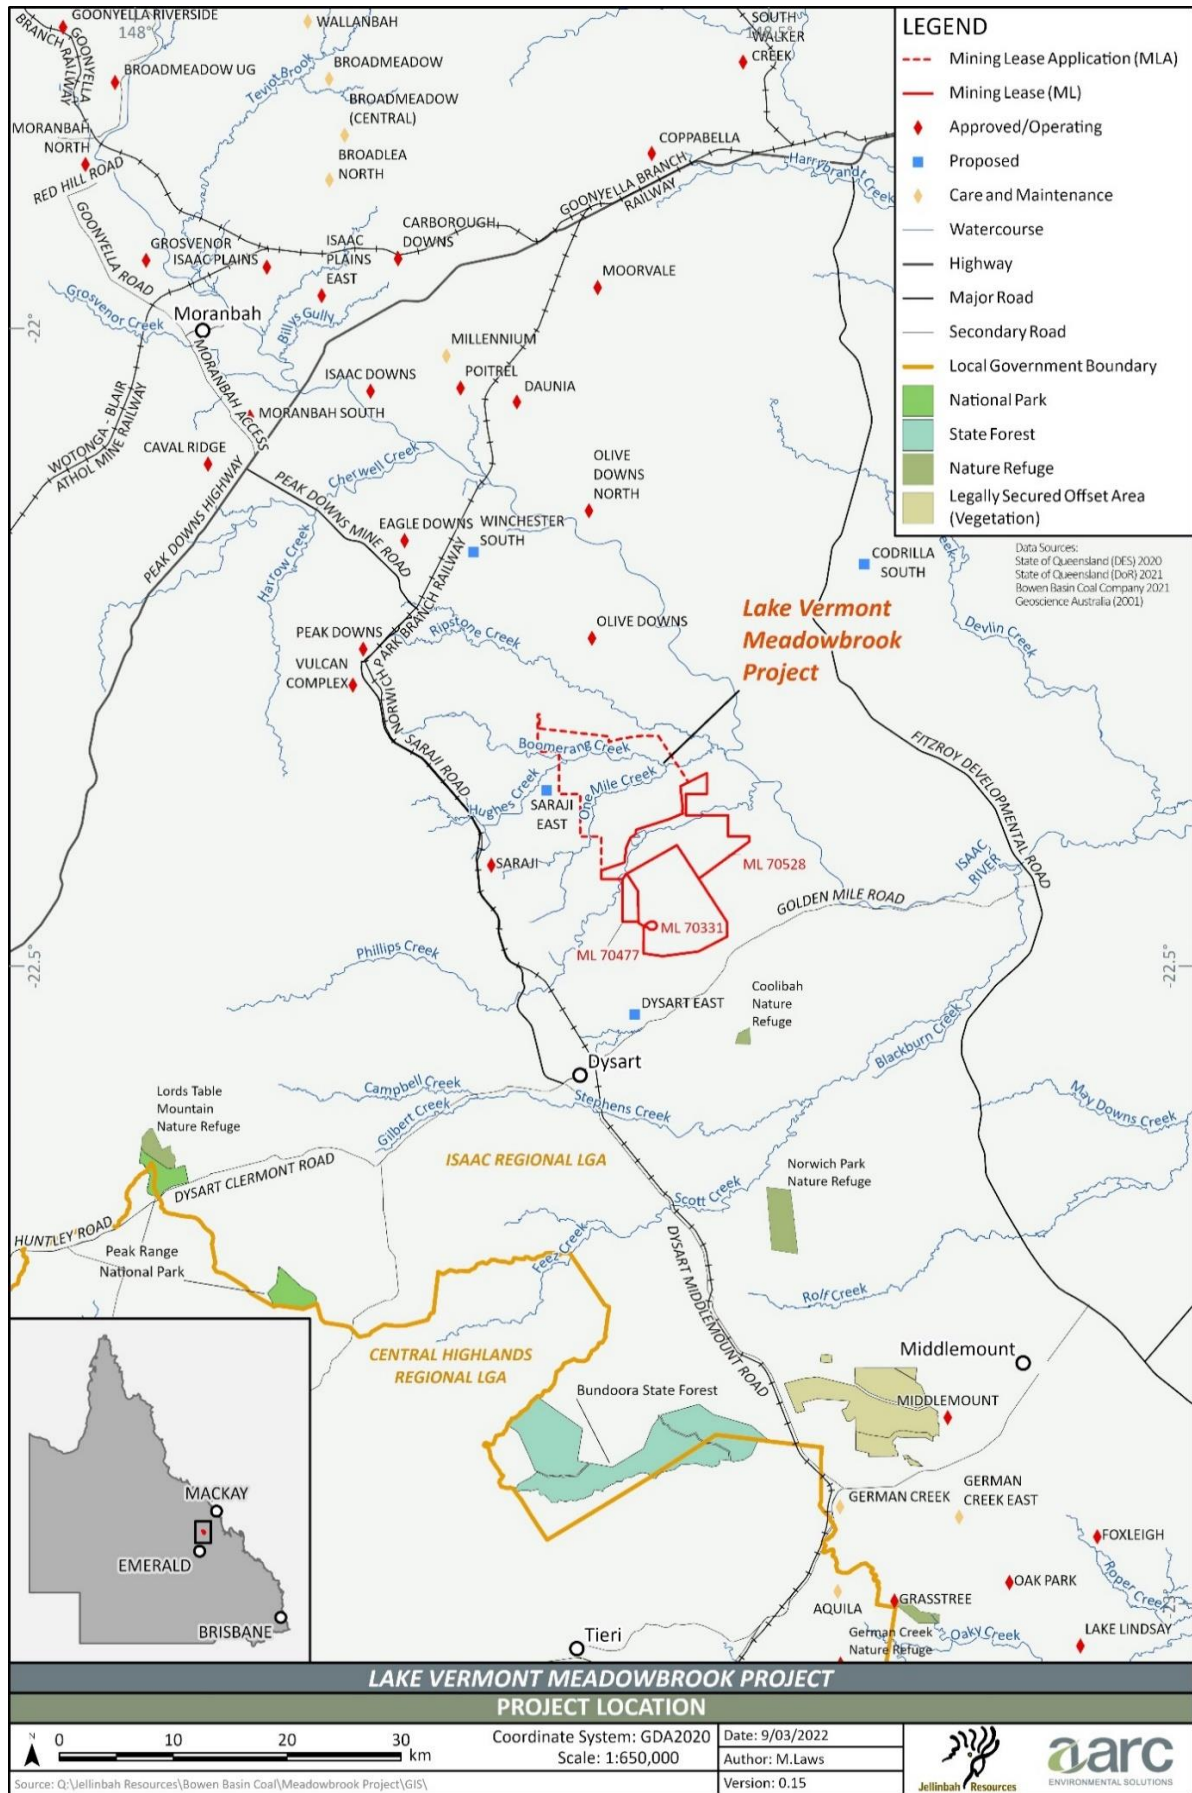 GOONYELLA RIVERSIDE
148°
BRANCH RAILWAY
GOONYELLA
WALLANBAH
SOUTH
WALKER
CREEK
BROADMEADOW UG
Teviot Brook
BROADMEADOW
BROADMEADOW
(CENTRAL)
MORANBAH
NORTH
RED HILL ROAD
BROADLEA
NORTH
COPPABELLA
GOONYELLA BRANCH
RAILWAY
Harrybrandt Creek
GOONYELLA ROAD
GROSVENOR
ISAAC PLAINS
ISAAC
PLAINS
EAST
CARBOROUGH
DOWNS
MOORVALE
Grosvenor Creek
Moranbah
Billys Gully
-22°
MORANBAH ACCESS
MILLENNIUM
POITREL
DAUNIA
ISAAC DOWNS
MORANBAH SOUTH
WOTONGA - BLAIR
ATHOL MINE RAILWAY
CAVAL RIDGE
Cherwell Creek
PEAK DOWNS HIGHWAY
PEAK DOWNS MINE ROAD
OLIVE
DOWNS
NORTH
EAGLE DOWNS
WINCHESTER
SOUTH
Harrow Creek
CODRILLA
SOUTH
Devlin Creek
PEAK DOWNS
VULCAN
COMPLEX
NORWICH PARK BRANCH RAILWAY
Ripstone Creek
OLIVE DOWNS
Lake Vermont
Meadowbrook
Project
SARAJI ROAD
Boomerang Creek
Hughes Creek
One Mile Creek
SARAJI
EAST
SARAJI
FITZROY DEVELOPMENTAL ROAD
ML 70528
ISAAC
RIVER
GOLDEN MILE ROAD
ML 70331
ML 70477
Phillips Creek
-22.5°
-22.5°
DYSART EAST
Coolibah
Nature
Refuge
Dysart
Blackburn Creek
Campbell Creek
Gilbert Creek
Stephens Creek
May Downs Creek
Lords Table
Mountain
Nature Refuge
DYSART CLERMONT ROAD
ISAAC REGIONAL LGA
Norwich Park
Nature Refuge
Scott Creek
HUNTLEY ROAD
Peak Range
National Park
Feez Creek
DYSART MIDDLEMOUNT ROAD
Rolf Creek
CENTRAL HIGHLANDS
REGIONAL LGA
Middlemount
Bundoora State Forest
MIDDLEMOUNT
GERMAN CREEK
GERMAN
CREEK EAST
FOXLEIGH
Roper Creek
OAK PARK
AQUILA
GRASSTREE
German Creek
Nature Refuge
Oaky Creek
LAKE LINDSAY
Tieri
MACKAY
EMERALD
BRISBANE
LEGEND
Mining Lease Application (MLA)
Mining Lease (ML)
Approved/Operating
Proposed
Care and Maintenance
Watercourse
Highway
Major Road
Secondary Road
Local Government Boundary
National Park
State Forest
Nature Refuge
Legally Secured Offset Area
(Vegetation)
Data Sources:
State of Queensland (DES) 2020
State of Queensland (DoR) 2021
Bowen Basin Coal Company 2021
Geoscience Australia (2001)
LAKE VERMONT MEADOWBROOK PROJECT
PROJECT LOCATION
N
0 10 20 30
km
Coordinate System: GDA2020
Scale: 1:650,000
Source: Q:\Jellinbah Resources\Bowen Basin Coal\Meadowbrook Project\GIS\
Date: 9/03/2022
Author: M.Laws
Version: 0.15
Jellinbah Resources
aarc
ENVIRONMENTAL SOLUTIONS